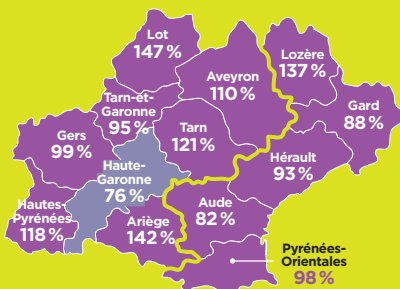 Lot
147 %
Lozère
137 %
Aveyron
110 %
Tarn-et-
Garonne
95 %
Gard
88 %
Gers
99 %
Tarn
121 %
Hérault
93 %
Haute-
Garonne
76 %
Hautes-
Pyrénées
118 %
Ariège
142 %
Aude
82 %
Pyrénées-
Orientales
98 %